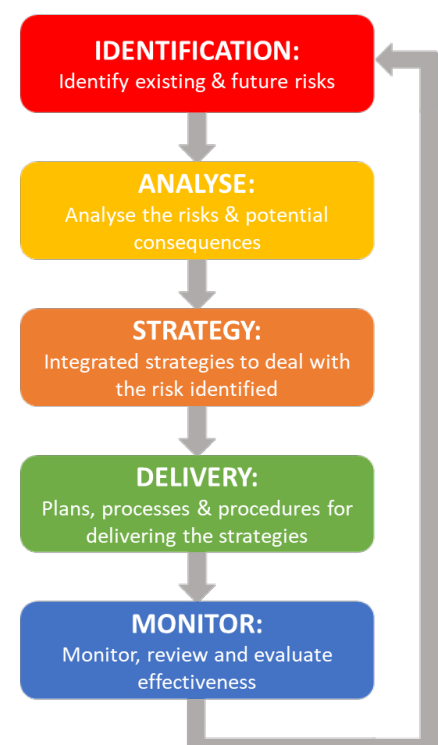 IDENTIFICATION:
Identify existing & future risks
ANALYSE:
Analyse the risks & potential
consequences
STRATEGY:
Integrated strategies to deal with
the risk identified
DELIVERY:
Plans, processes & procedures for
delivering the strategies
MONITOR:
Monitor, review and evaluate
effectiveness